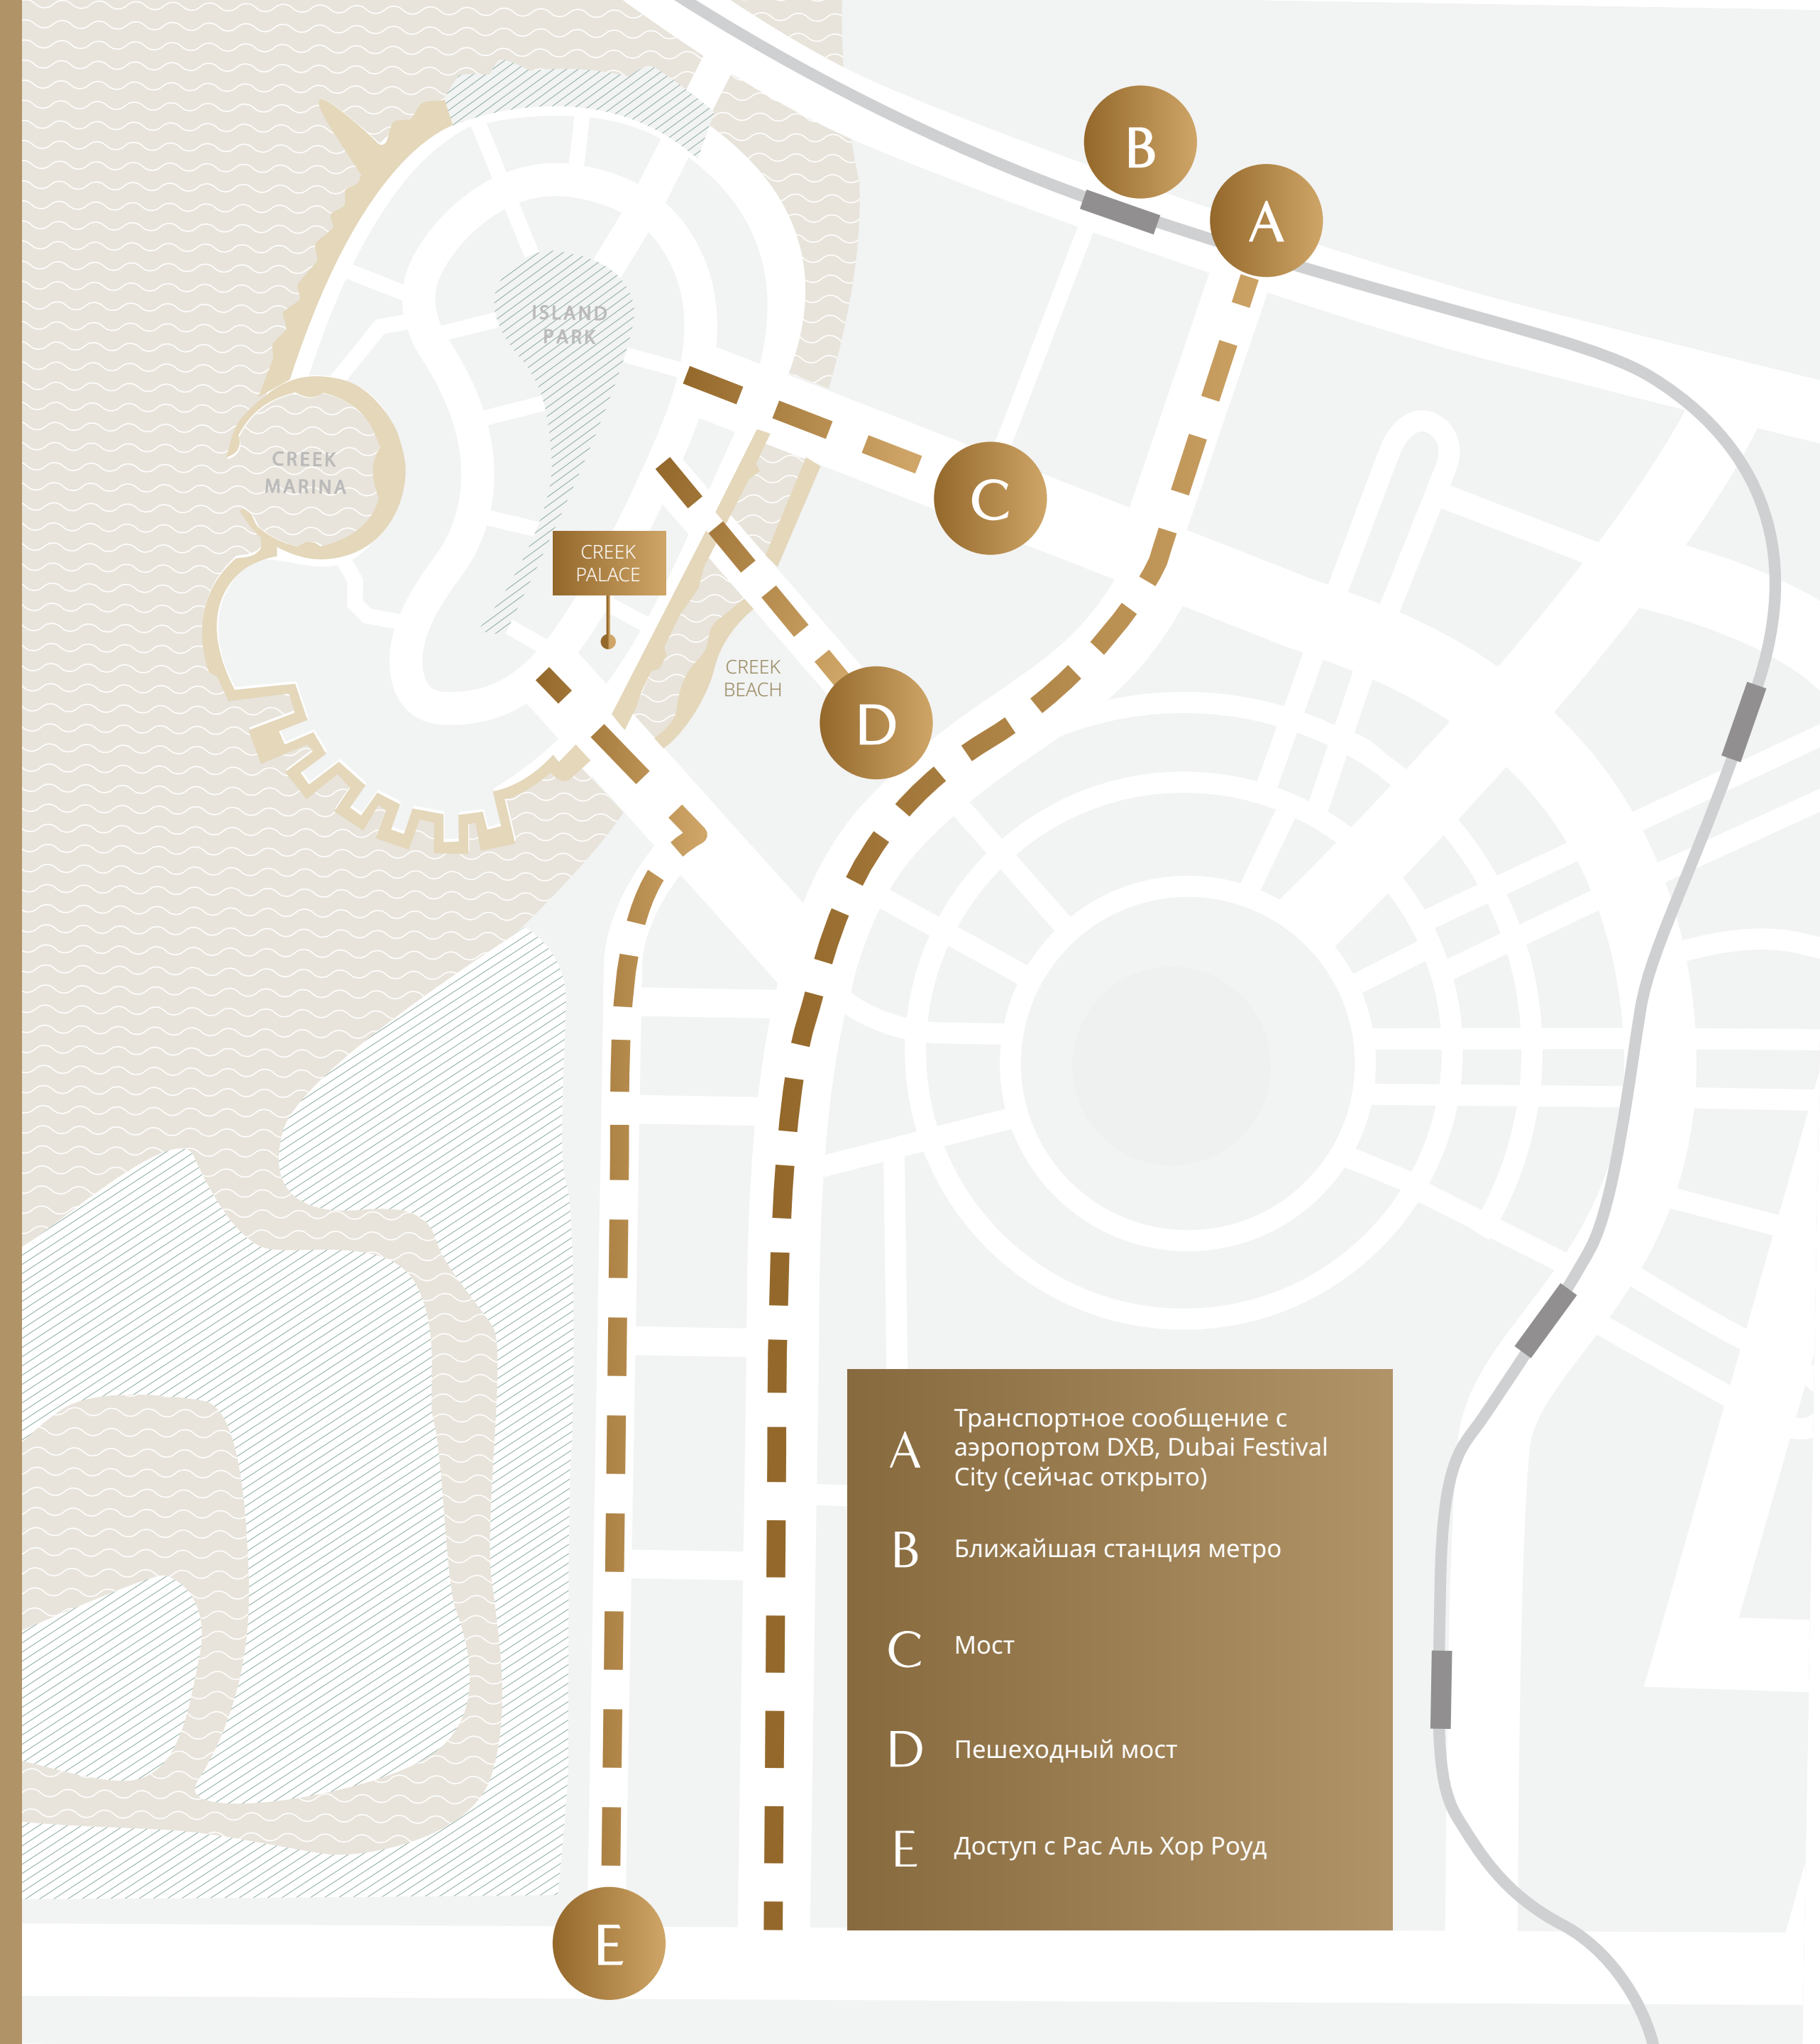 B
A
ISLAND
PARK
CREEK
MARINA
C
CREEK
PALACE
CREEK
BEACH
D
A
Транспортное сообщение с
аэропортом DXB, Dubai Festival
City (сейчас открыто)
B
Ближайшая станция метро
C
Мост
D
Пешеходный мост
E
Доступ с Рас Аль Хор Роуд
E